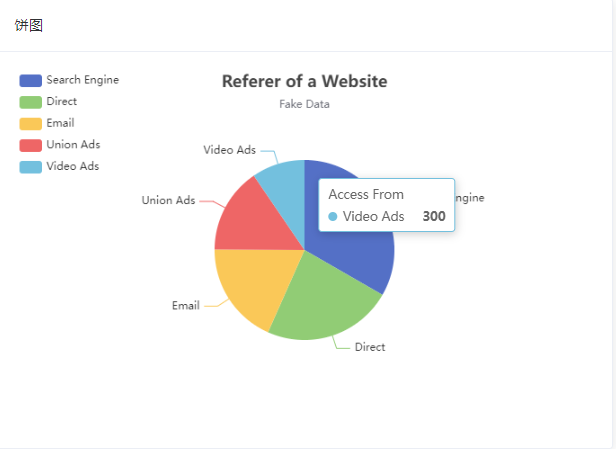 饼图
Referer of a Website
Fake Data
Search Engine
Direct
Email
Union Ads
Video Ads
Video Ads
Union Ads
Email
Direct
ngine
Access From
Video Ads 300